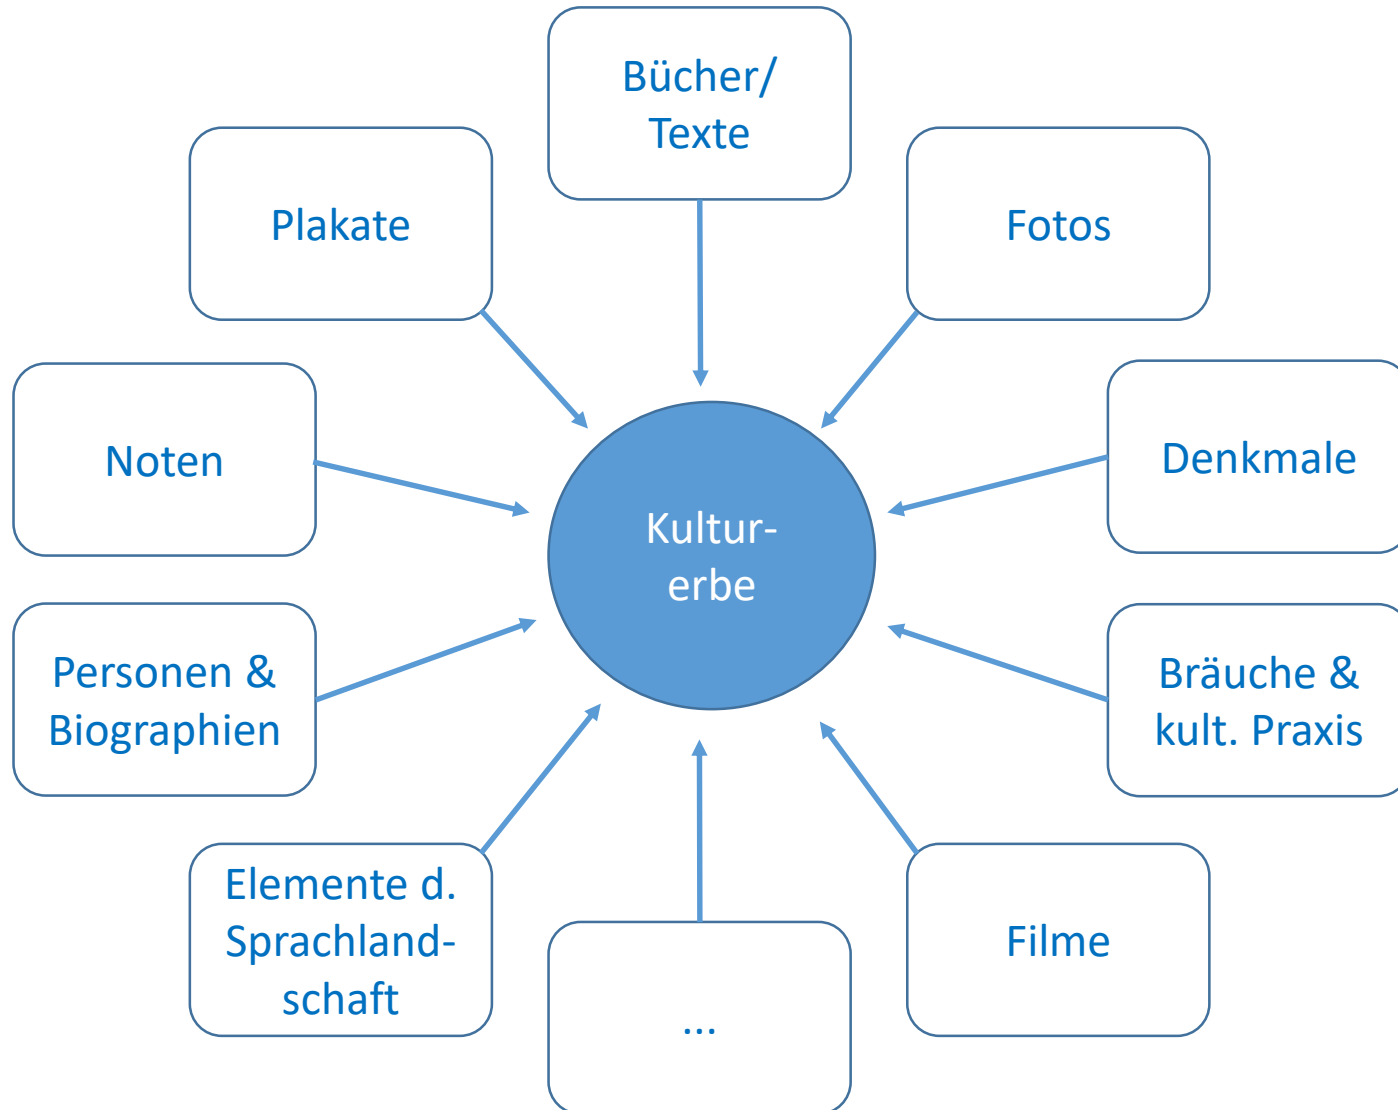 Bücher/
Texte
Plakate
Fotos
Noten
Denkmale
Kultur-
erbe
Personen &
Biographien
Bräuche &
kult. Praxis
Elemente d.
Sprachland-
schaft
Filme
...